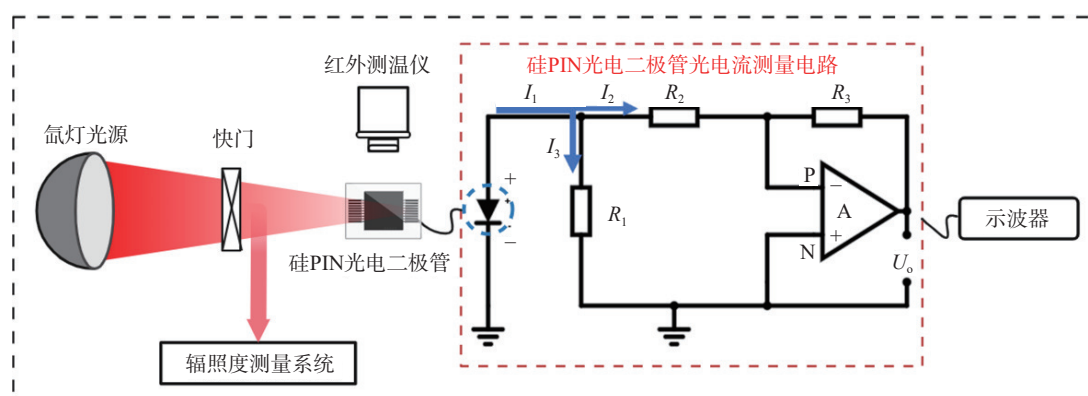 硅PIN光电二极管光电流测量电路
红外测温仪
I₁
I₂
R₂
R₃
氙灯光源
快门
I₃
P
−
+
A
R₁
示波器
N
+
−
Uₒ
硅PIN光电二极管
辐照度测量系统